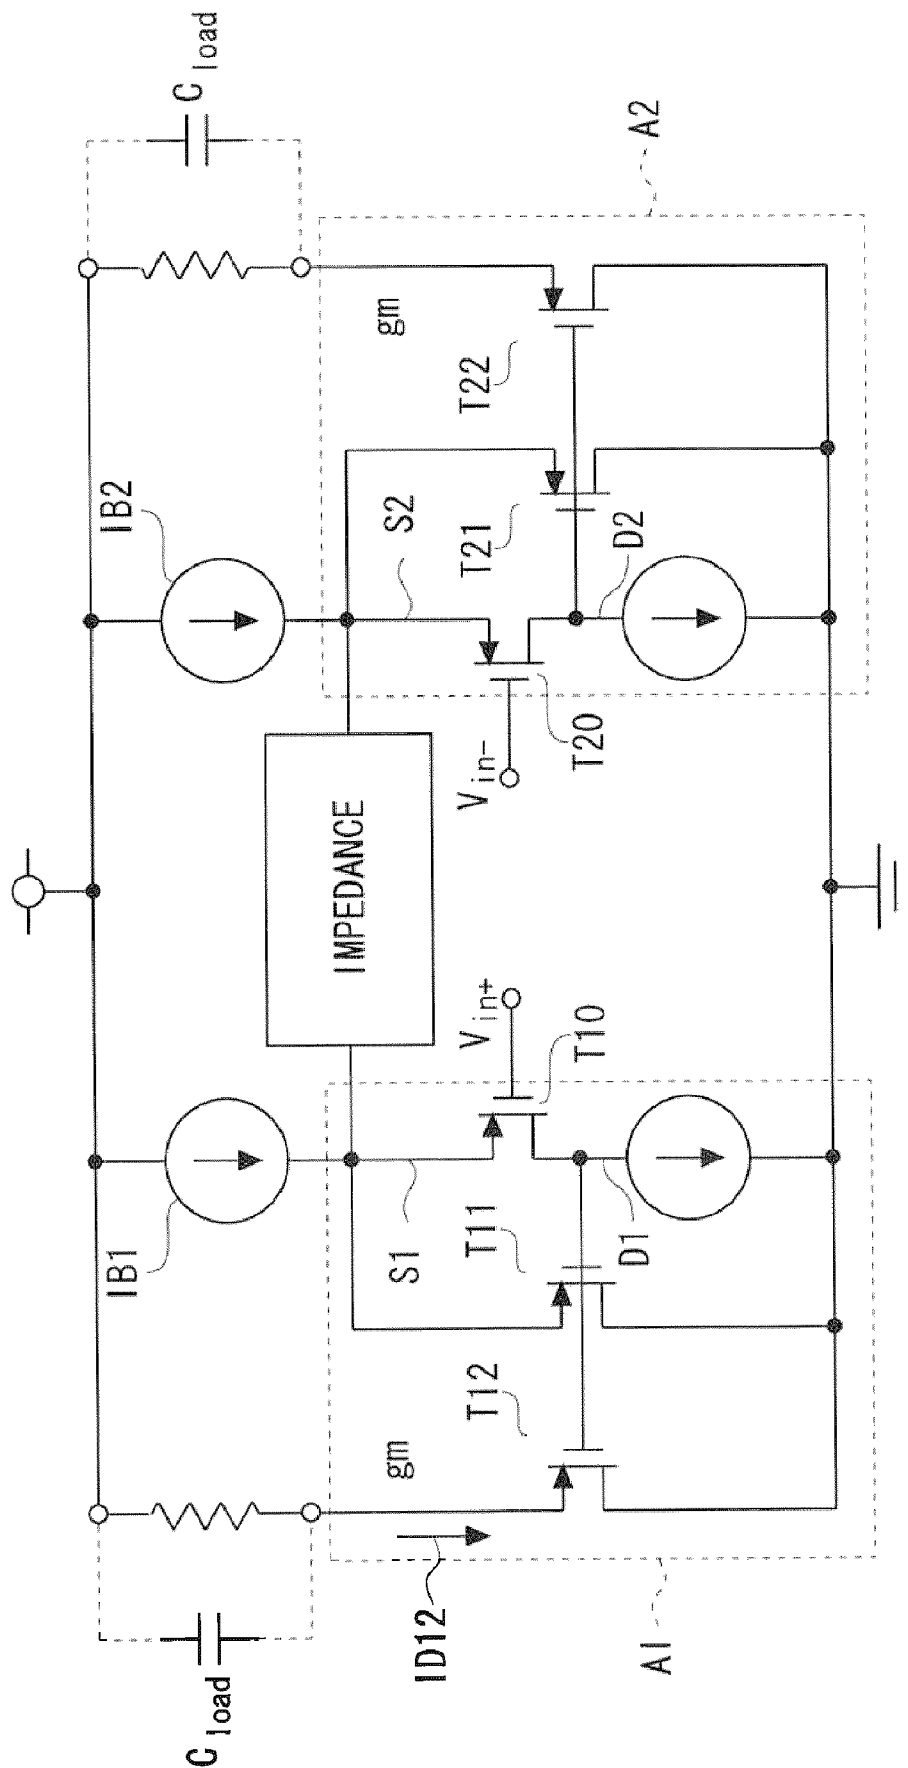 C load
C load
IB1
IB2
IMPEDANCE
ID12
gm
T12
S1
T11
Vin+
T10
D1
Vin-
T20
S2
T21
D2
T22
gm
A1
A2